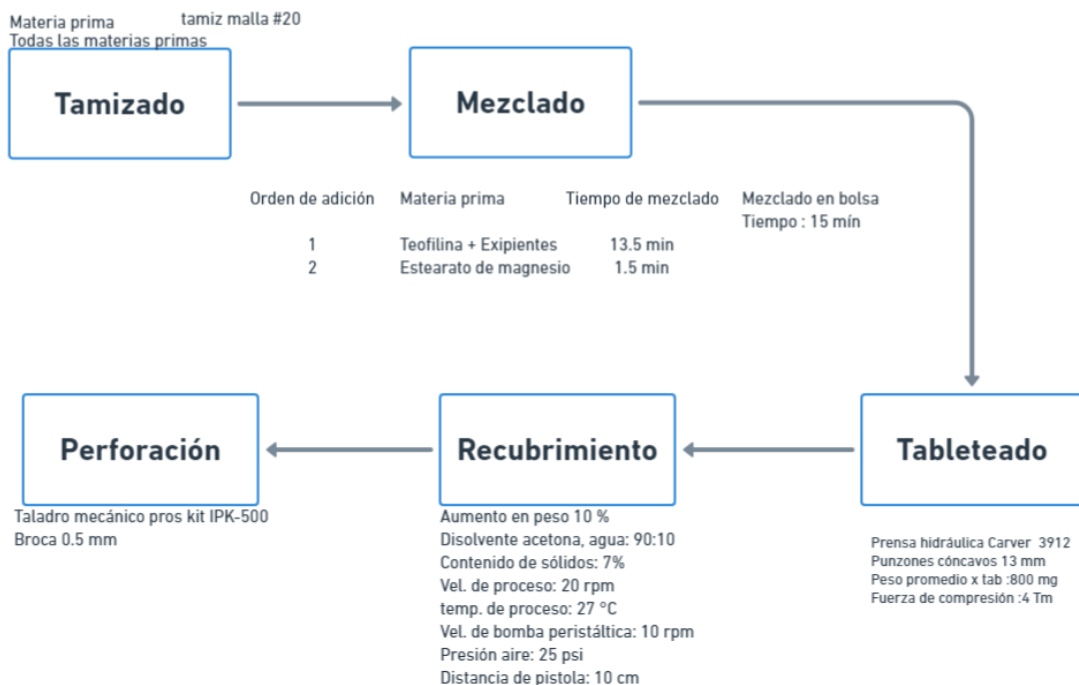 Materia prima tamiz malla #20
Todas las materias primas
Tamizado
Mezclado
Orden de adición Materia prima Tiempo de mezclado Mezclado en bolsa
Tiempo : 15 mín
1 Teofilina + Exipientes 13.5 min
2 Estearato de magnesio 1.5 min
Tableteado
Prensa hidráulica Carver 3912
Punzones cóncavos 13 mm
Peso promedio x tab :800 mg
Fuerza de compresión :4 Tm
Recubrimiento
Aumento en peso 10 %
Disolvente acetona, agua: 90:10
Contenido de sólidos: 7%
Vel. de proceso: 20 rpm
temp. de proceso: 27 °C
Vel. de bomba peristáltica: 10 rpm
Presión aire: 25 psi
Distancia de pistola: 10 cm
Perforación
Taladro mecánico pros kit IPK-500
Broca 0.5 mm